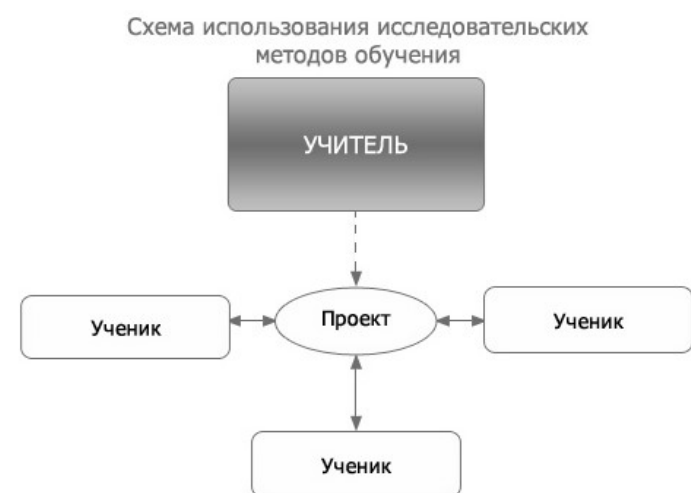 Схема использования исследовательских
методов обучения
УЧИТЕЛЬ
Ученик
Проект
Ученик
Ученик